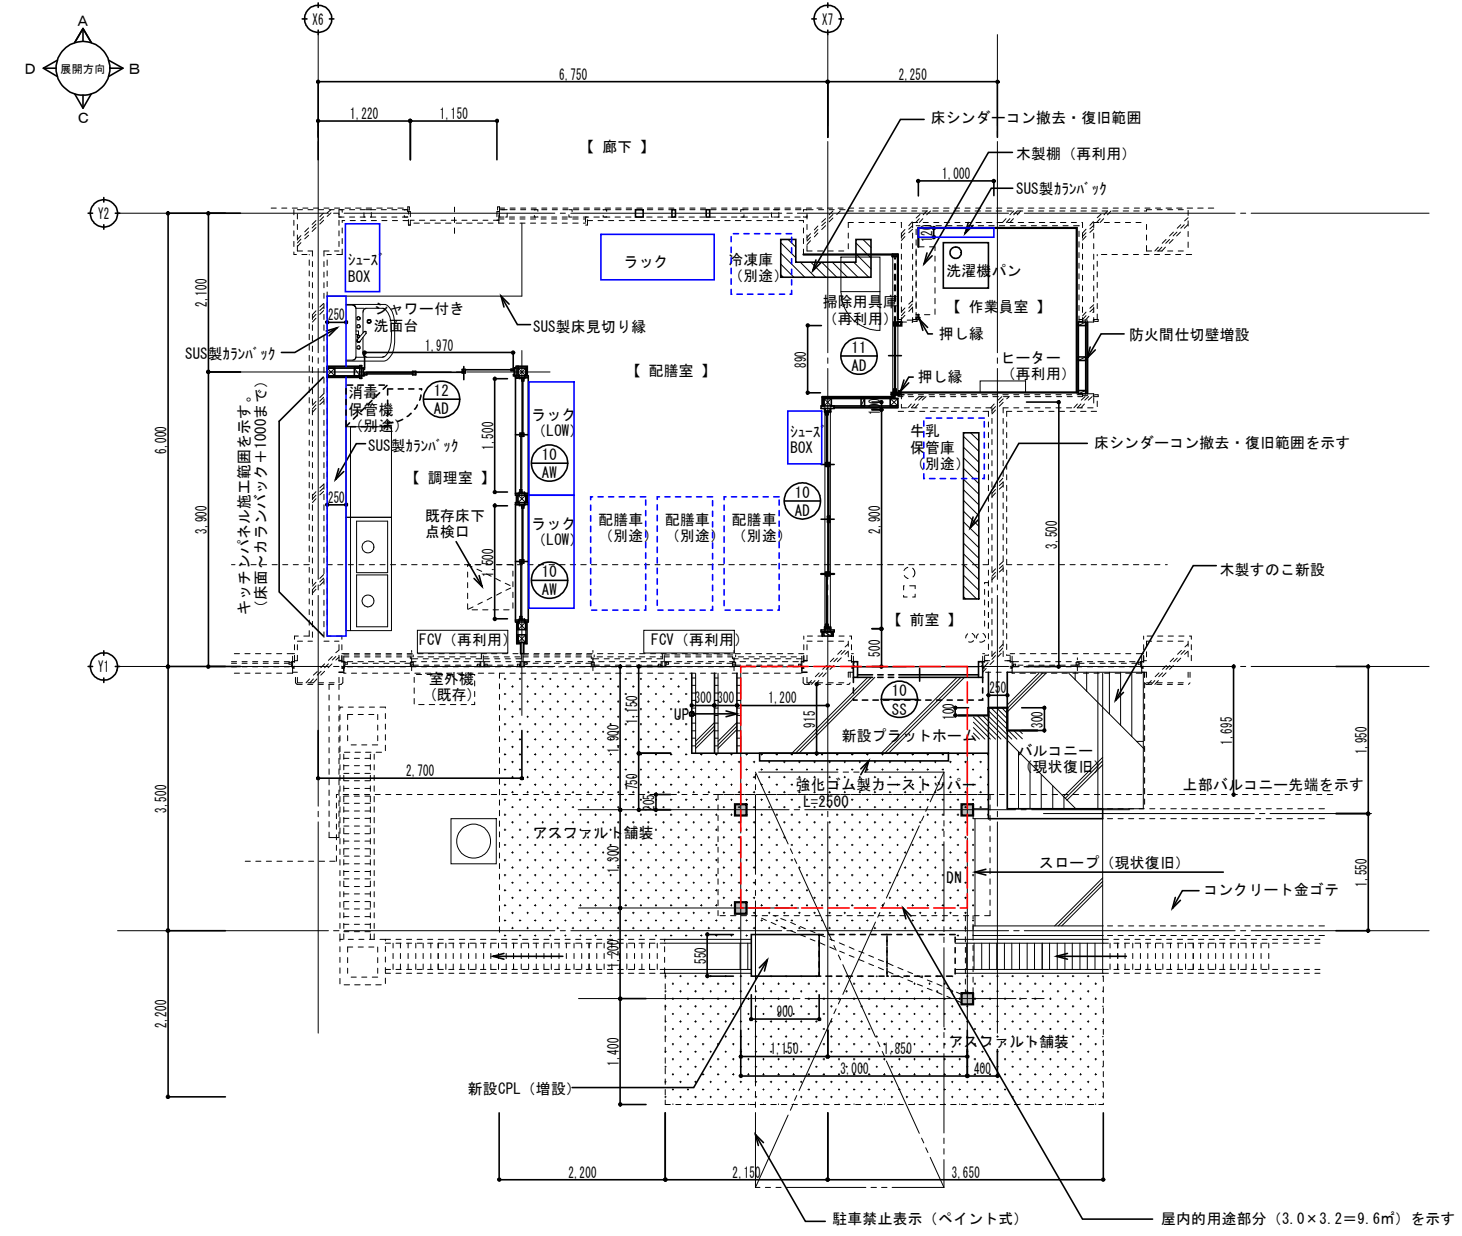 A
D 展開方向 B
C
X6
X7
6,750
2,250
1,220
1,150
【 廊下 】
床シンダーコン撤去・復旧範囲
木製棚（再利用）
1,000
SUS製カランバック
Y2
120
シューズ
BOX
ラック
冷凍庫
（別途）
洗濯機パン
【 作業員室 】
掃除用具庫
（再利用）
押し縁
防火間仕切壁増設
2,100
250
シャワー付き
洗面台
SUS製床見切り縁
SUS製カランバック
1,970
【 配膳室 】
890
11
AD
ヒーター
（再利用）
押し縁
キッチンパネル施工範囲を示す。
（床面～カランバック＋1000まで）
消毒
保管機
（別途）
12
AD
ラック
(LOW)
1,500
10
AW
シューズ
BOX
牛乳
保管庫
（別途）
床シンダーコン撤去・復旧範囲を示す
SUS製カランバック
【 調理室 】
6,000
3,900
250
既存床下
点検口
ラック
(LOW)
10
AW
1,600
配膳車
（別途）
配膳車
（別途）
配膳車
（別途）
10
AD
2,900
3,500
木製すのこ新設
【 前室 】
500
FCV（再利用）
FCV（再利用）
Y1
室外機
（既存）
300
300
UP
1,200
915
10
SS
250
100
300
新設プラットホーム
バルコニー
（現状復旧）
1,150
1,900
750
205
2,700
3,500
1,695
1,950
上部バルコニー先端を示す
強化ゴム製カーストッパー
L=2500
アスファルト舗装
1,300
DN
スロープ（現状復旧）
1,550
コンクリート金ゴテ
1,200
550
900
2,200
1,400
アスファルト舗装
1,150
1,850
3,000
400
新設CPL（増設）
2,200
2,150
3,650
駐車禁止表示（ペイント式）
屋内的用途部分（3.0×3.2＝9.6㎡）を示す